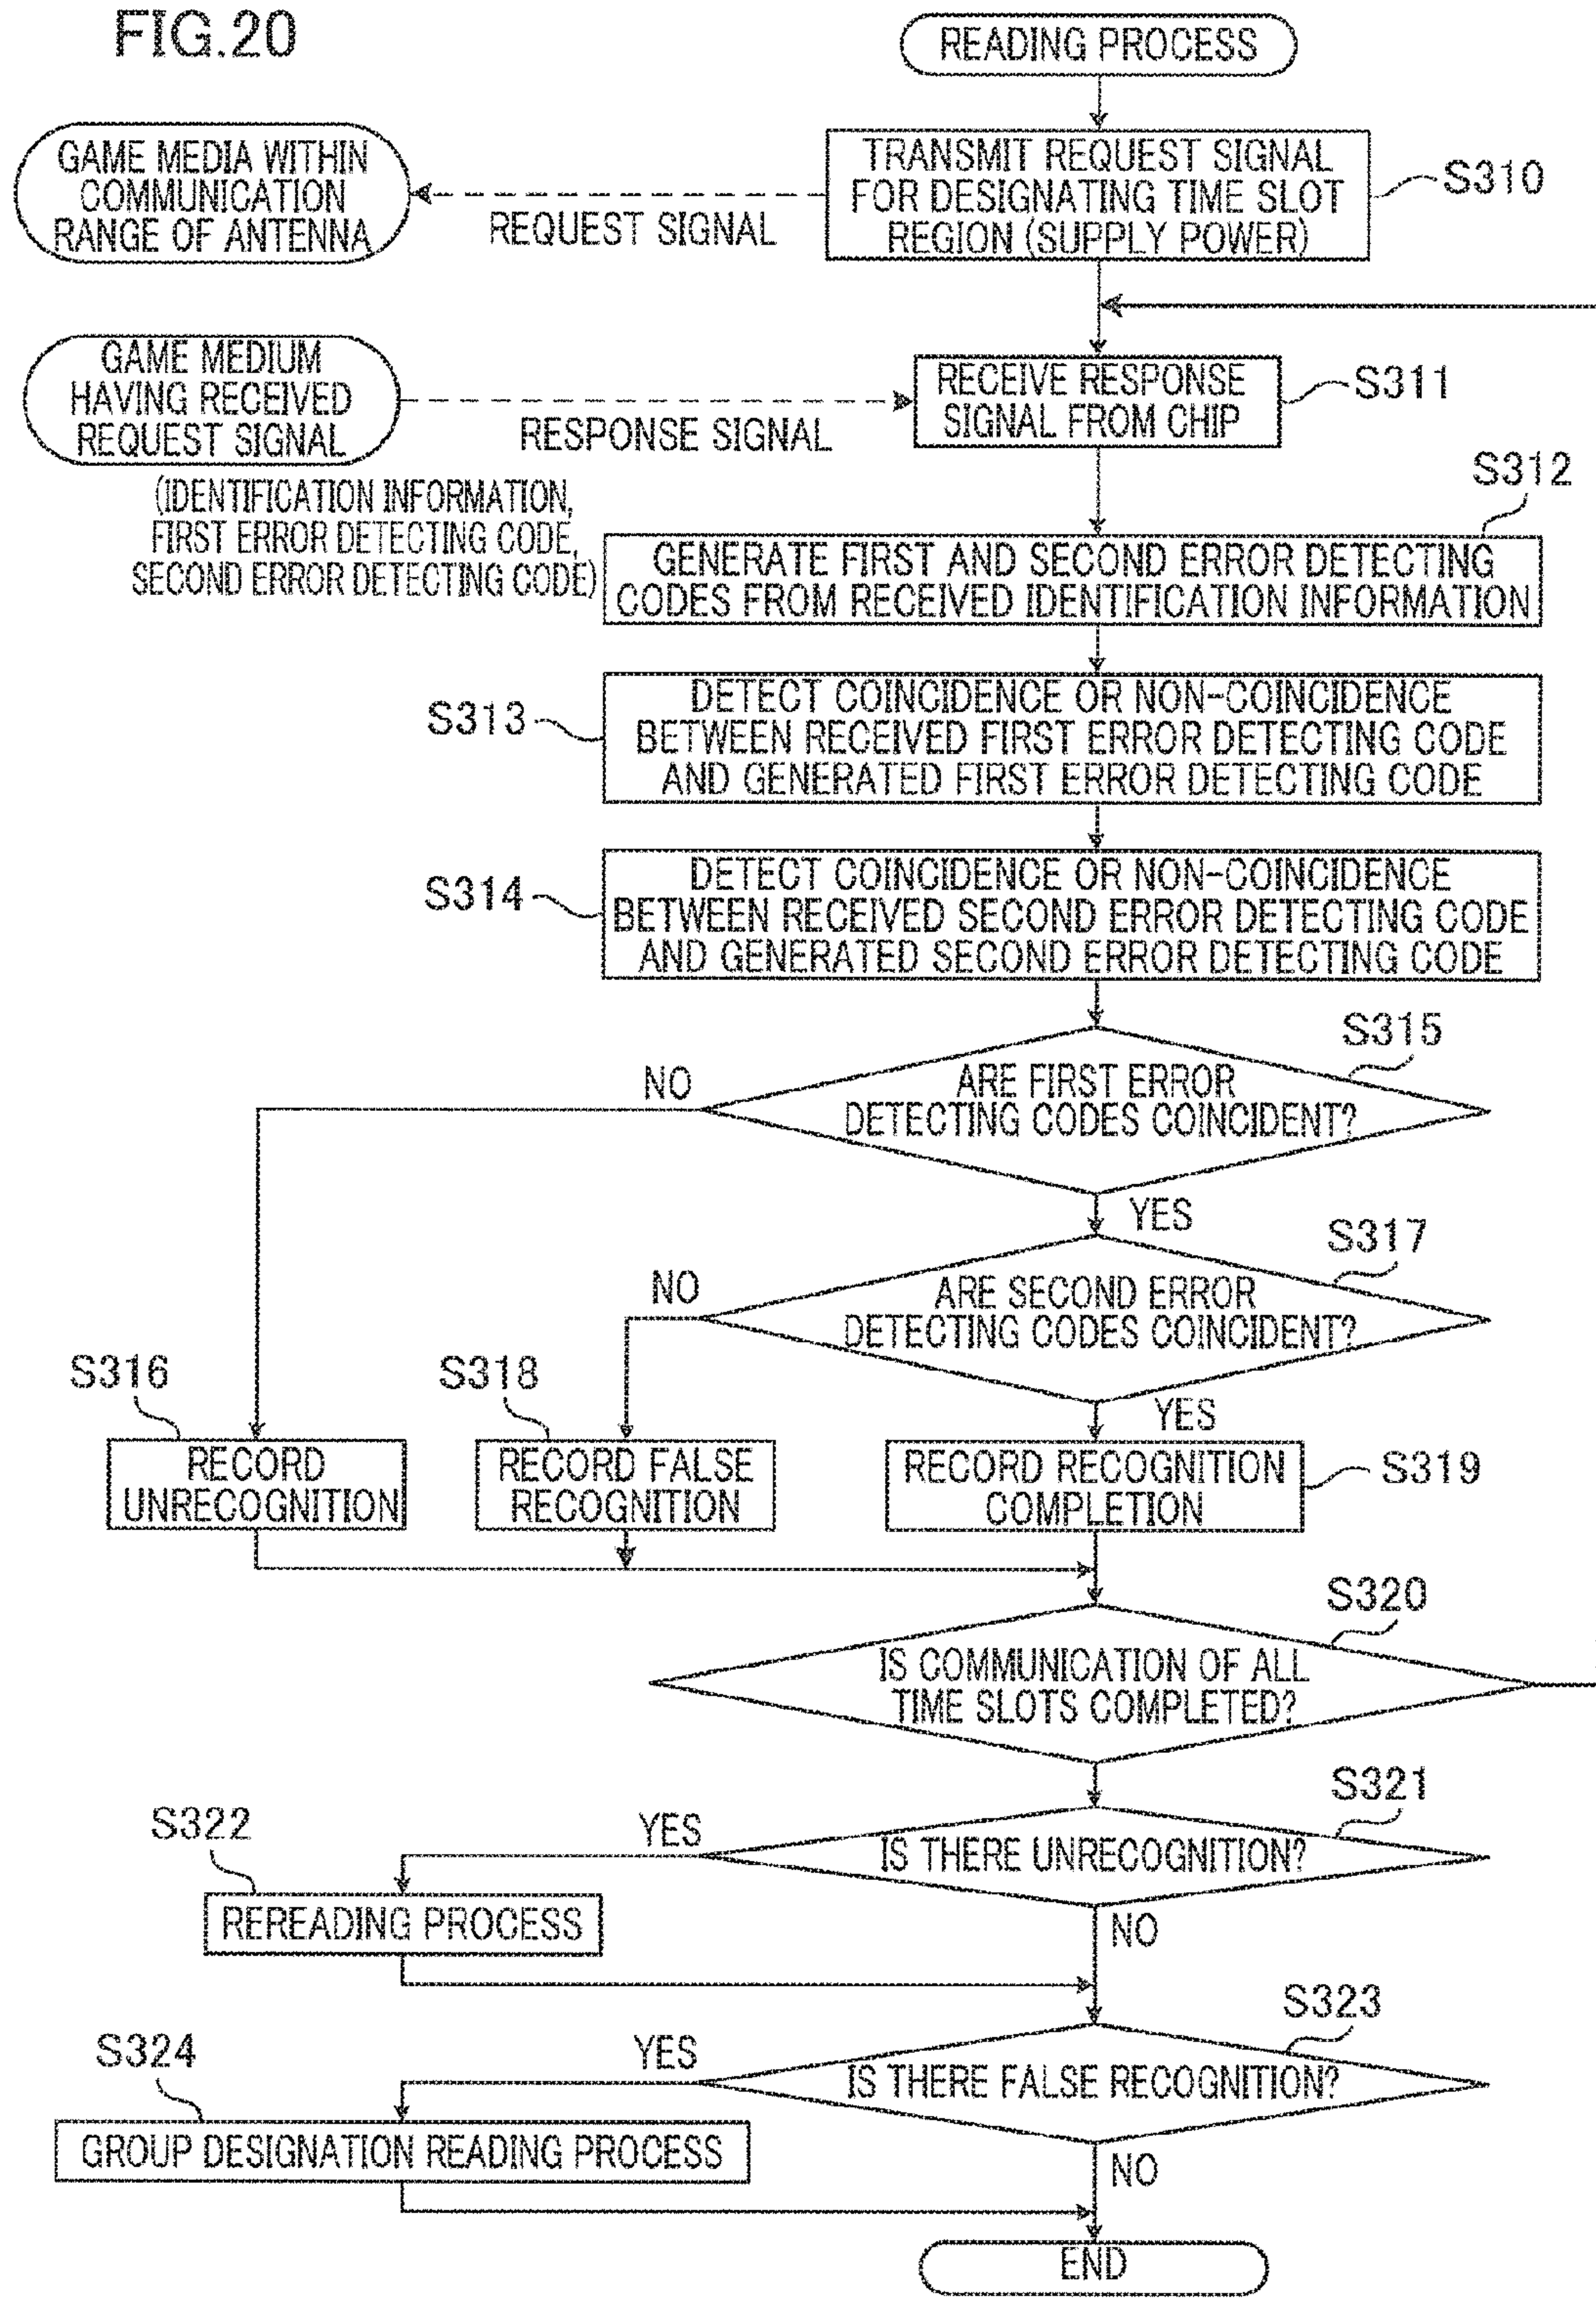 FIG.20
READING PROCESS
GAME MEDIA WITHIN
COMMUNICATION
RANGE OF ANTENNA
REQUEST SIGNAL
TRANSMIT REQUEST SIGNAL
FOR DESIGNATING TIME SLOT
REGION (SUPPLY POWER)
S310
GAME MEDIUM
HAVING RECEIVED
REQUEST SIGNAL
RESPONSE SIGNAL
RECEIVE RESPONSE
SIGNAL FROM CHIP
S311
(IDENTIFICATION INFORMATION,
FIRST ERROR DETECTING CODE,
SECOND ERROR DETECTING CODE)
S312
GENERATE FIRST AND SECOND ERROR DETECTING
CODES FROM RECEIVED IDENTIFICATION INFORMATION
S313
DETECT COINCIDENCE OR NON-COINCIDENCE
BETWEEN RECEIVED FIRST ERROR DETECTING CODE
AND GENERATED FIRST ERROR DETECTING CODE
S314
DETECT COINCIDENCE OR NON-COINCIDENCE
BETWEEN RECEIVED SECOND ERROR DETECTING CODE
AND GENERATED SECOND ERROR DETECTING CODE
S315
NO
ARE FIRST ERROR
DETECTING CODES COINCIDENT?
YES
S317
NO
ARE SECOND ERROR
DETECTING CODES COINCIDENT?
YES
S316
RECORD
UNRECOGNITION
S318
RECORD FALSE
RECOGNITION
RECORD RECOGNITION
COMPLETION
S319
S320
IS COMMUNICATION OF ALL
TIME SLOTS COMPLETED?
S321
YES
IS THERE UNRECOGNITION?
NO
S322
REREADING PROCESS
S323
YES
IS THERE FALSE RECOGNITION?
NO
S324
GROUP DESIGNATION READING PROCESS
END